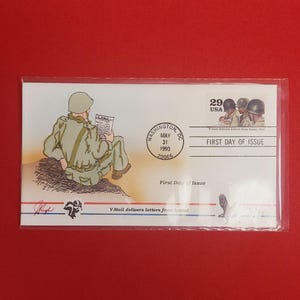 29
USA
WASHINGTON, DC
MAY
31
1993
20066
FIRST DAY OF ISSUE
First Day of Issue
V-Mail delivers letters from home